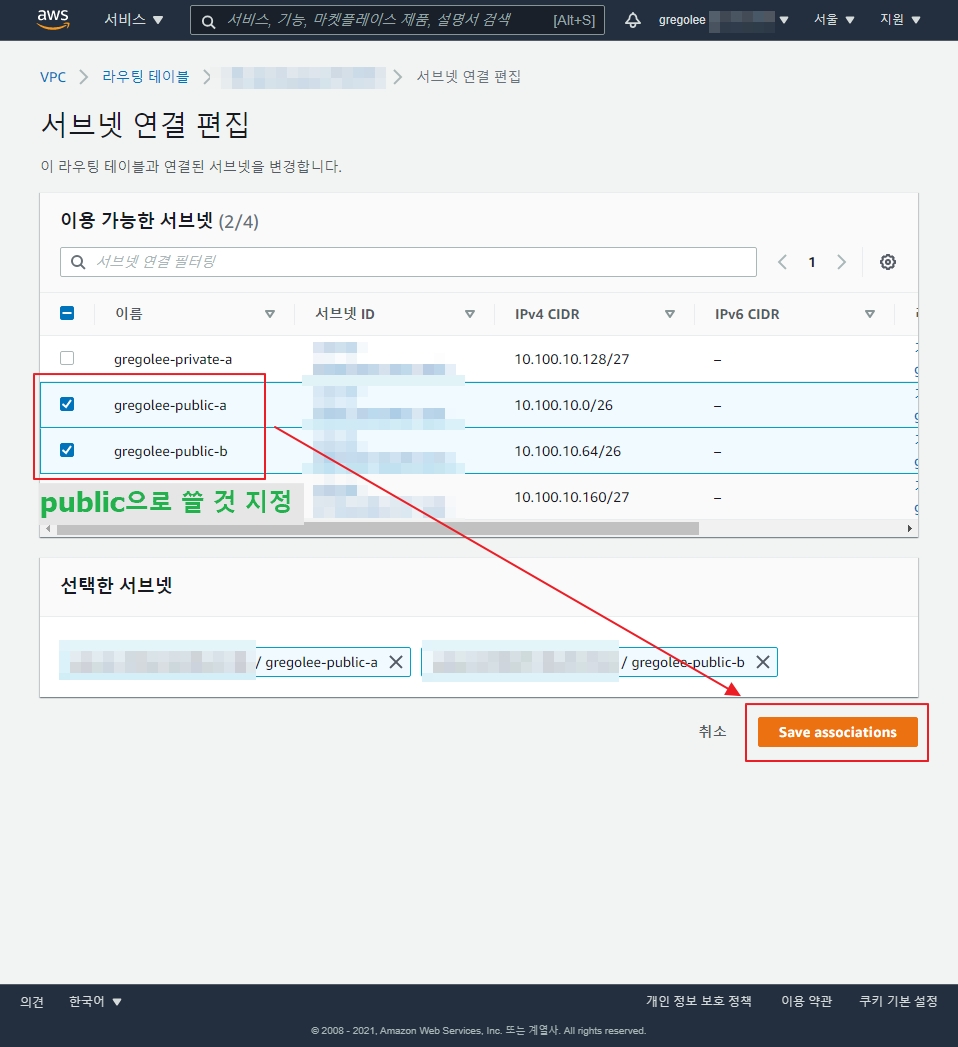 aws 서비스 ▼ 서비스, 기능, 마켓플레이스 제품, 설명서 검색 [Alt+S] gregolee ▼ 서울 ▼ 지원 ▼
VPC > 라우팅 테이블 > > 서브넷 연결 편집
서브넷 연결 편집
이 라우팅 테이블과 연결된 서브넷을 변경합니다.
이용 가능한 서브넷 (2/4)
서브넷 연결 필터링 < 1 >
이름 서브넷 ID IPv4 CIDR IPv6 CIDR
gregolee-private-a 10.100.10.128/27 –
gregolee-public-a 10.100.10.0/26 –
gregolee-public-b 10.100.10.64/26 –
public으로 쓸 것 지정 10.100.10.160/27 –
선택한 서브넷
/ gregolee-public-a ✕ / gregolee-public-b ✕
취소 Save associations
의견 한국어 ▼ 개인 정보 보호 정책 이용 약관 쿠키 기본 설정
© 2008 - 2021, Amazon Web Services, Inc. 또는 계열사. All rights reserved.